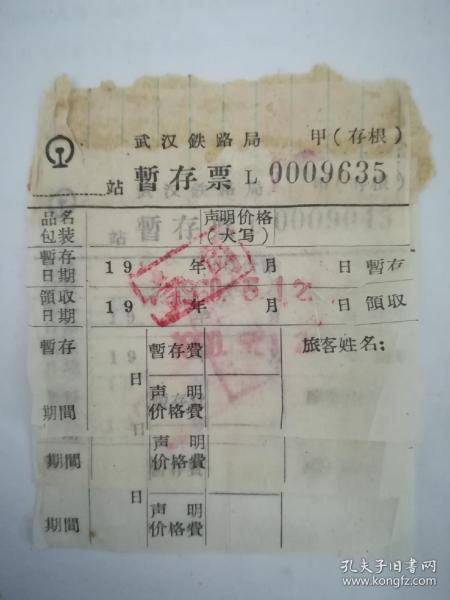 武汉鉄路局 甲(存根)
站 暫存票 L 0009635
品名 包装 声明价格 (大写)
暫存日期 19 年 月 日 暫存
領収日期 19 年 月 日 領収
暫存 暫存費 旅客姓名:
日
期間 声明价格費
期間 声明价格費
日
期間 声明价格費
孔夫子旧书网
www.kongfz.com